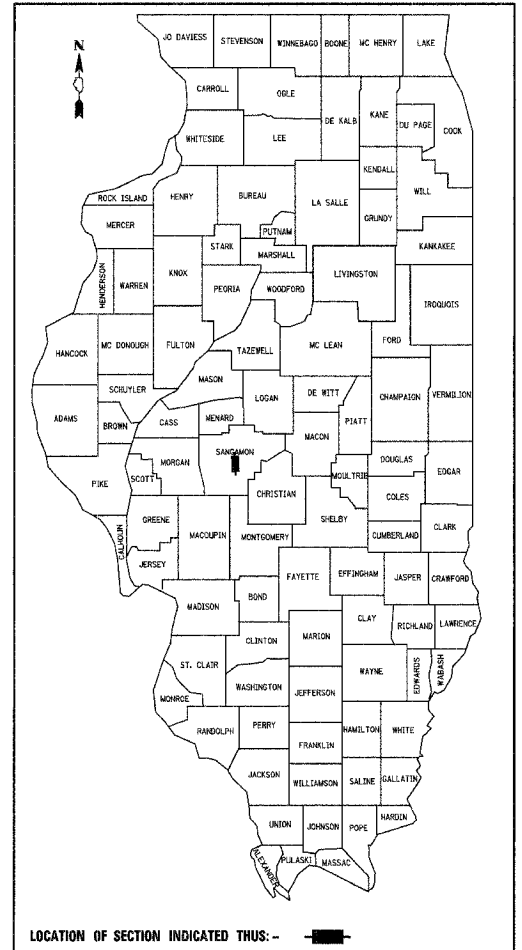 N
JO DAVIESS STEVENSON WINNEBAGO BOONE MC HENRY LAKE
CARROLL OGLE DE KALB KANE DU PAGE COOK
WHITESIDE LEE KENDALL WILL
ROCK ISLAND HENRY BUREAU LA SALLE GRUNDY
MERCER PUTNAM KANKAKEE
HENDERSON WARREN KNOX STARK MARSHALL LIVINGSTON
PEORIA WOODFORD IROQUOIS
HANCOCK MC DONOUGH FULTON TAZEWELL MC LEAN FORD
SCHUYLER MASON LOGAN DE WITT CHAMPAIGN VERMILION
ADAMS BROWN CASS MENARD MACON PIATT
PIKE SCOTT MORGAN SANGAMON CHRISTIAN MOULTRIE DOUGLAS EDGAR
COLES
CALHOUN GREENE MACOUPIN MONTGOMERY SHELBY CUMBERLAND CLARK
JERSEY FAYETTE EFFINGHAM JASPER CRAWFORD
MADISON BOND CLAY RICHLAND LAWRENCE
CLINTON MARION
ST. CLAIR WAYNE EDWARDS WABASH
MONROE WASHINGTON JEFFERSON
RANDOLPH PERRY HAMILTON WHITE
FRANKLIN
JACKSON WILLIAMSON SALINE GALLATIN
UNION JOHNSON POPE HARDIN
ALEXANDER PULASKI MASSAC
LOCATION OF SECTION INDICATED THUS: -